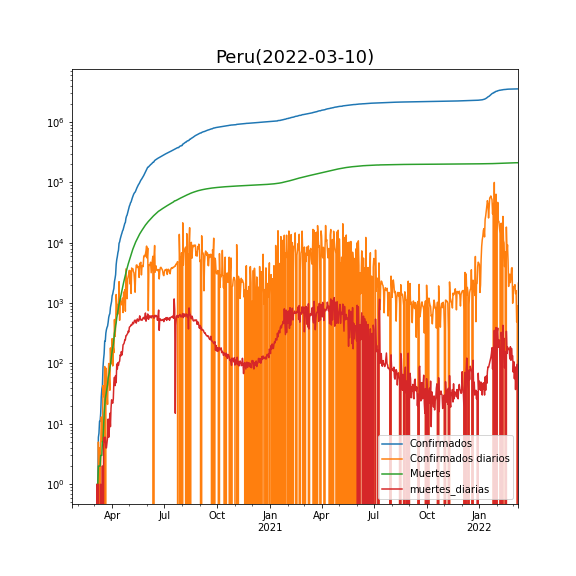 Peru(2022-03-10)
10^6
10^5
10^4
10^3
10^2
10^1
10^0
Confirmados
Confirmados diarios
Muertes
muertes_diarias
Apr Jul Oct Jan Apr Jul Oct Jan
2021 2022